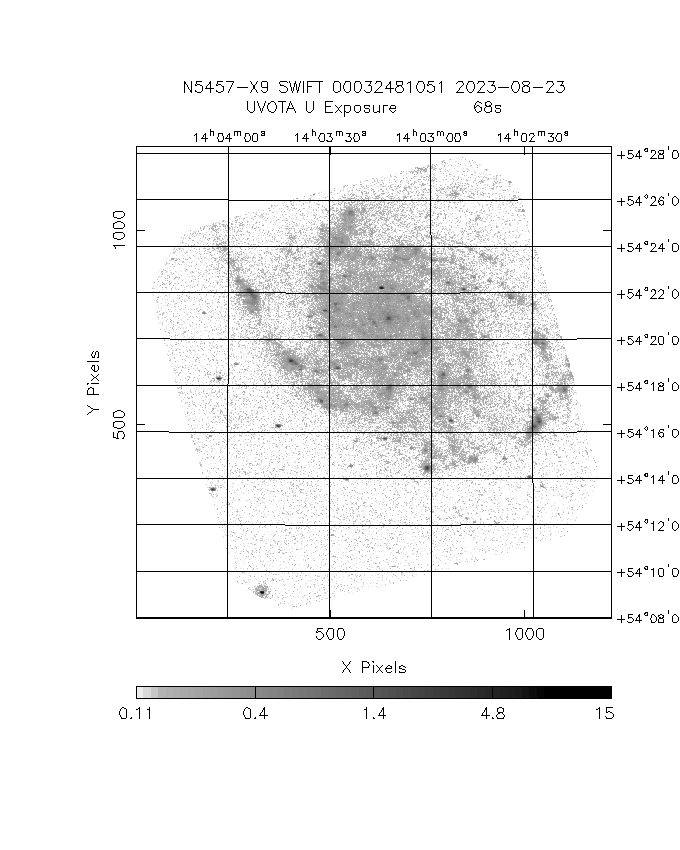 N5457-X9 SWIFT 00032481051 2023-08-23
UVOTA U Exposure 68s
14h04m00s 14h03m30s 14h03m00s 14h02m30s
+54°28'0
+54°26'0
+54°24'0
+54°22'0
+54°20'0
+54°18'0
+54°16'0
+54°14'0
+54°12'0
+54°10'0
+54°08'0
1000
500
Y Pixels
500 1000
X Pixels
0.11 0.4 1.4 4.8 15